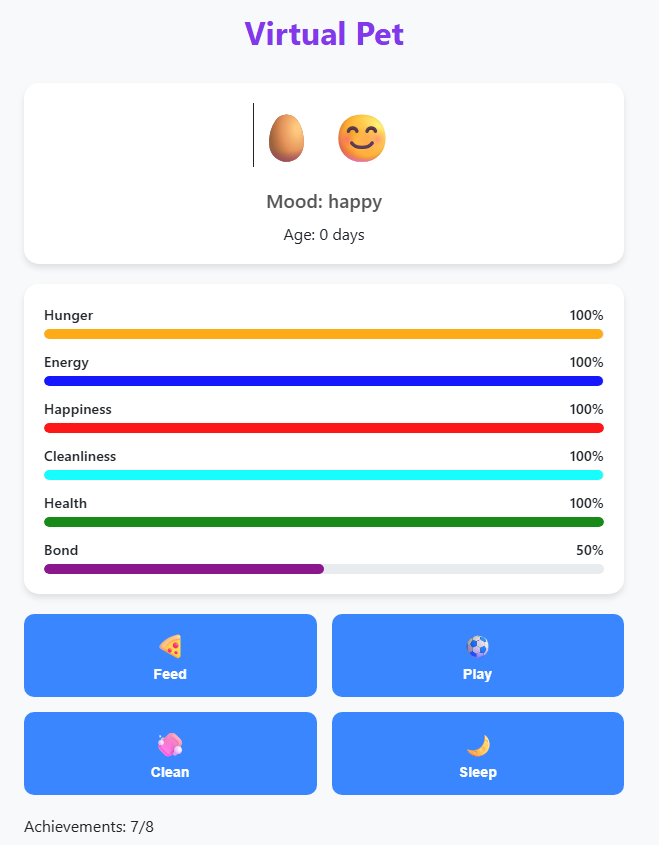 Virtual Pet
Mood: happy
Age: 0 days
Hunger 100%
Energy 100%
Happiness 100%
Cleanliness 100%
Health 100%
Bond 50%
Feed Play
Clean Sleep
Achievements: 7/8